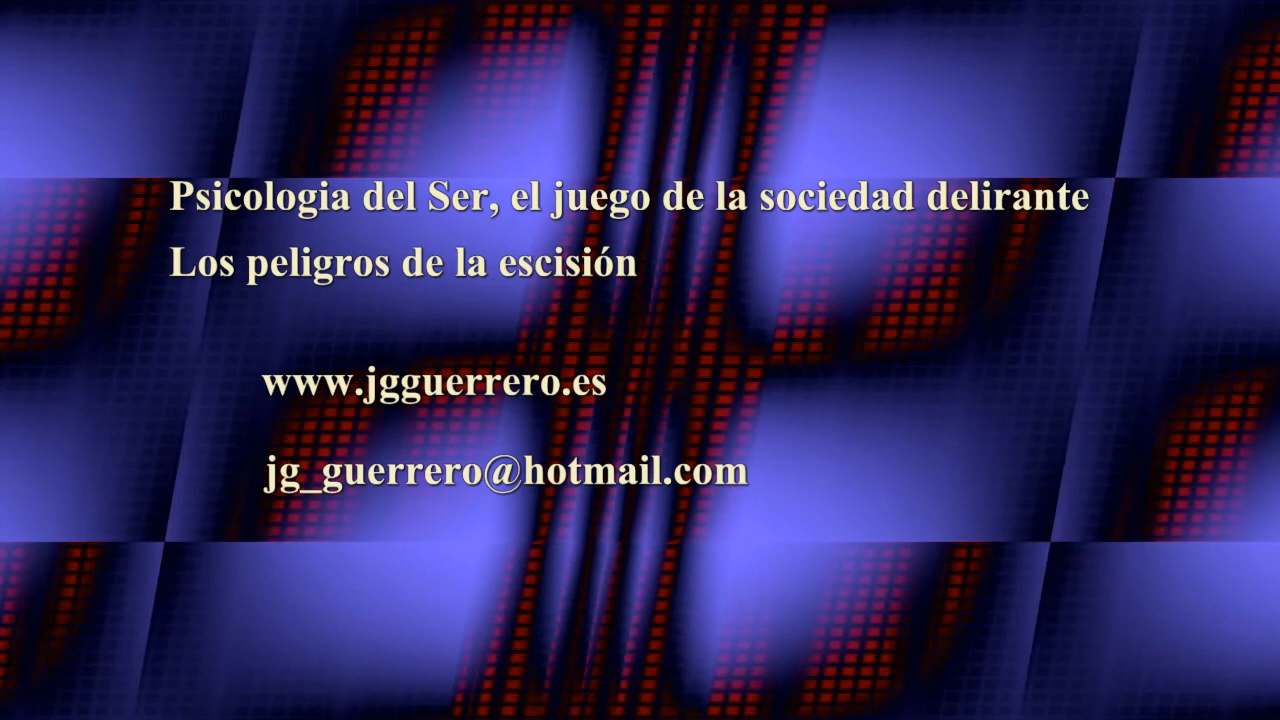 Psicologia del Ser, el juego de la sociedad delirante
Los peligros de la escisión
www.jgguerrero.es
jg_guerrero@hotmail.com